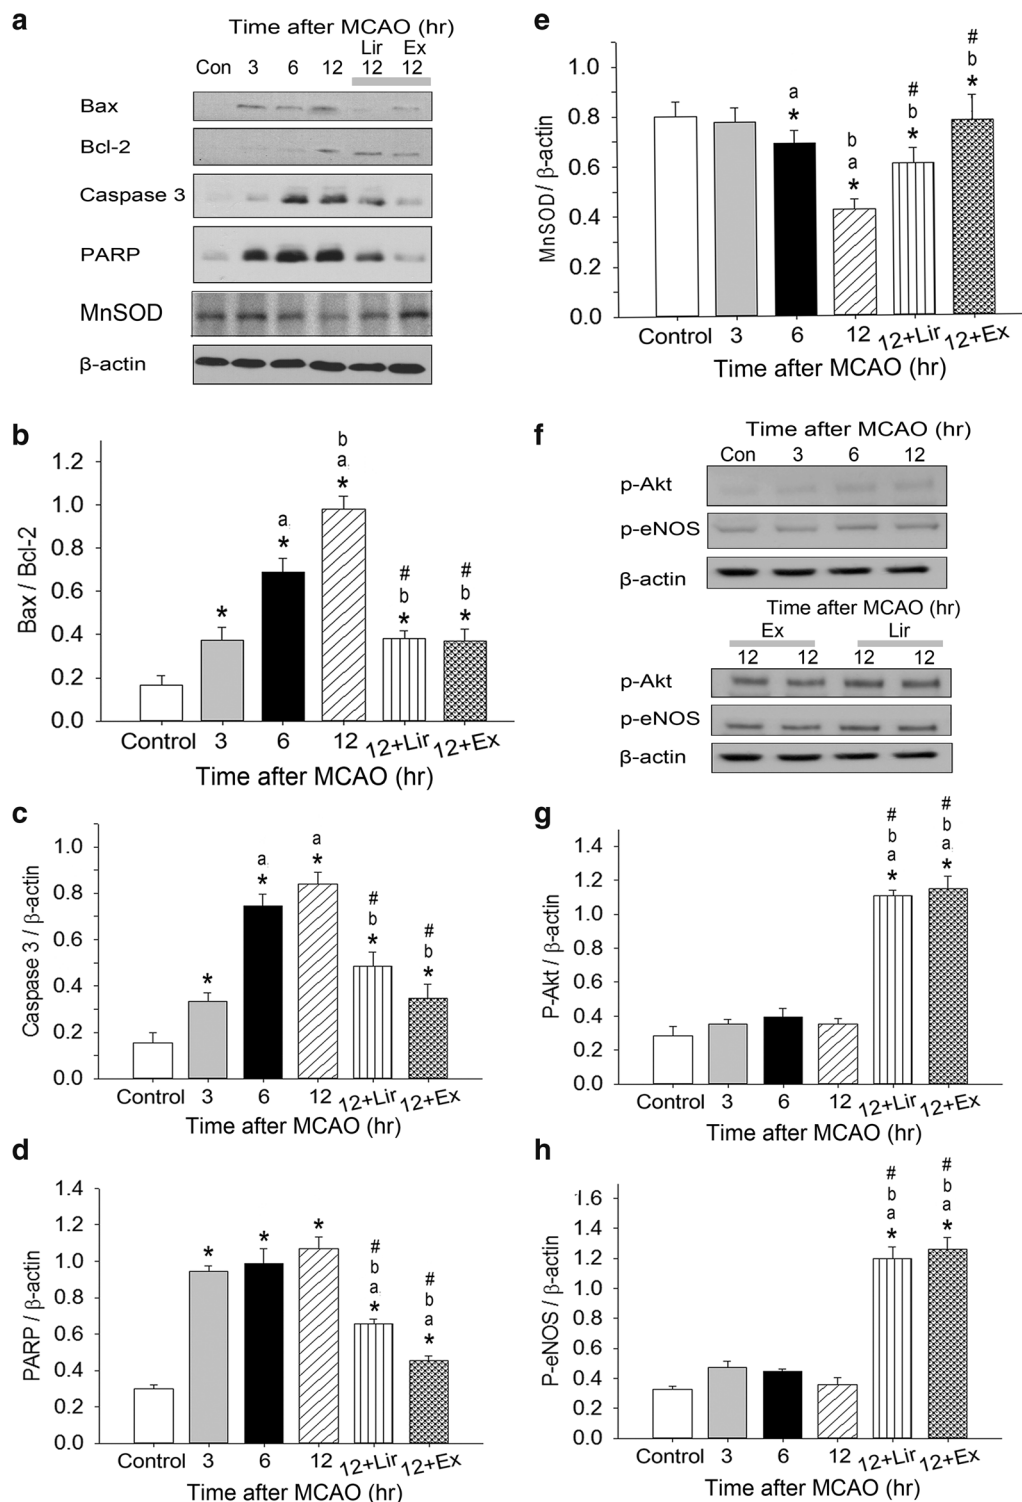 a
Time after MCAO (hr)
Lir Ex
Con 3 6 12 12 12
Bax
Bcl-2
Caspase 3
PARP
MnSOD
β-actin
b
Bax / Bcl-2
1.2
1.0
0.8
0.6
0.4
0.2
0.0
*
a
*
b
a
*
#
b
*
#
b
*
Control 3 6 12 12+Lir 12+Ex
Time after MCAO (hr)
c
Caspase 3 / β-actin
1.0
0.8
0.6
0.4
0.2
0.0
*
a
*
a
*
#
b
*
#
b
*
Control 3 6 12 12+Lir 12+Ex
Time after MCAO (hr)
d
PARP / β-actin
1.4
1.2
1.0
0.8
0.6
0.4
0.2
0.0
*
*
*
#
b
a
*
#
b
a
*
Control 3 6 12 12+Lir 12+Ex
Time after MCAO (hr)
e
MnSOD / β-actin
1.0
0.8
0.6
0.4
0.2
0.0
a
*
b
a
*
#
b
*
#
b
*
Control 3 6 12 12+Lir 12+Ex
Time after MCAO (hr)
f
Time after MCAO (hr)
Con 3 6 12
p-Akt
p-eNOS
β-actin
Time after MCAO (hr)
Ex Lir
12 12 12 12
p-Akt
p-eNOS
β-actin
g
P-Akt / β-actin
1.4
1.2
1.0
0.8
0.6
0.4
0.2
0.0
#
b
a
*
#
b
a
*
Control 3 6 12 12+Lir 12+Ex
Time after MCAO (hr)
h
P-eNOS / β-actin
1.6
1.4
1.2
1.0
0.8
0.6
0.4
0.2
0.0
#
b
a
*
#
b
a
*
Control 3 6 12 12+Lir 12+Ex
Time after MCAO (hr)